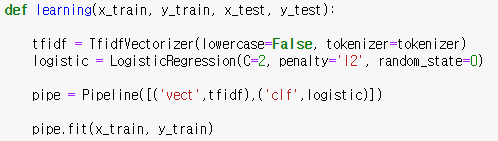 def learning(x_train, y_train, x_test, y_test):
tfidf = TfidfVectorizer(lowercase=False, tokenizer=tokenizer)
logistic = LogisticRegression(C=2, penalty='l2', random_state=0)
pipe = Pipeline([('vect',tfidf),('clf',logistic)])
pipe.fit(x_train, y_train)